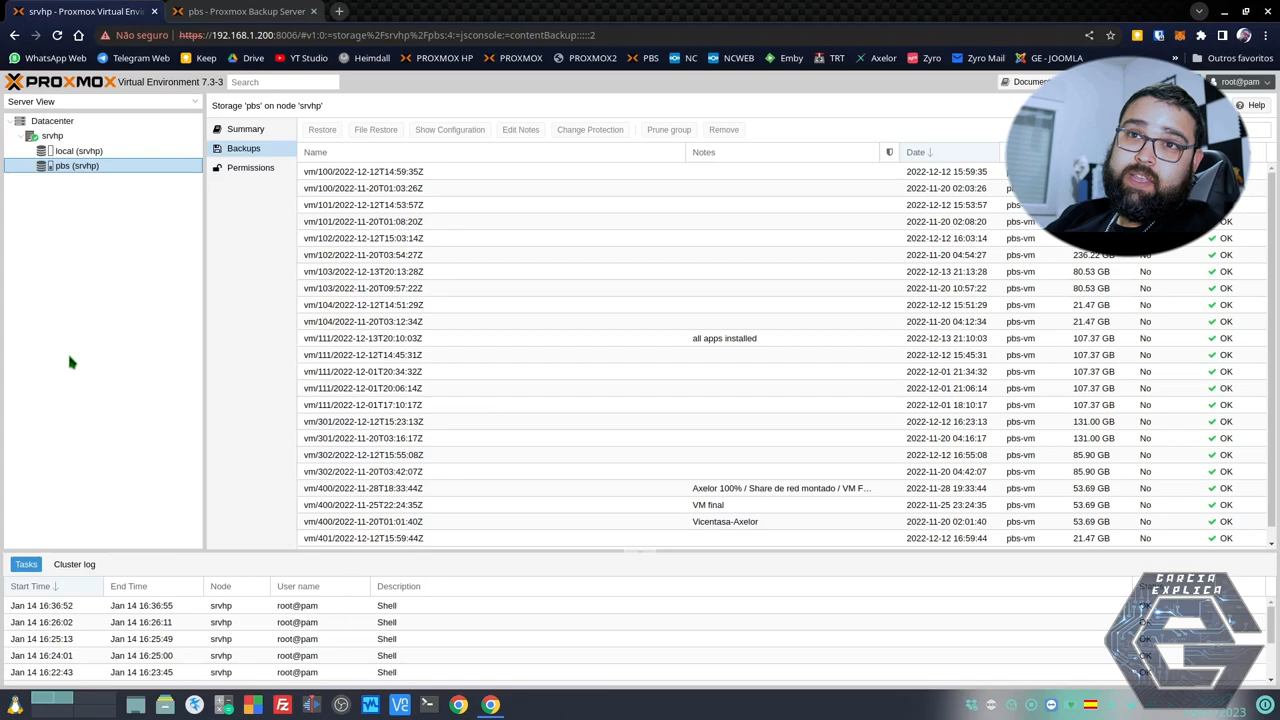 srvhp - Proxmox Virtual Envi
pbs - Proxmox Backup Server
Não seguro
https://192.168.1.200:8006/#v1:0:=storage%2Fsrvhp%2Fpbs:4:=jsconsole:=contentBackup:::::2
WhatsApp Web
Telegram Web
Keep
Drive
YT Studio
Heimdall
PROXMOX HP
PROXMOX
PROXMOX2
PBS
NC
NCWEB
Emby
TRT
Axelor
Zyro
Zyro Mail
GE - JOOMLA
Outros favoritos
PROXMOX Virtual Environment 7.3-3
Search
root@pam
Server View
Storage 'pbs' on node 'srvhp'
Help
Datacenter
srvhp
local (srvhp)
pbs (srvhp)
Summary
Backups
Permissions
Restore
File Restore
Show Configuration
Edit Notes
Change Protection
Prune group
Remove
Name Notes Date
vm/100/2022-12-12T14:59:35Z 2022-12-12 15:59:35
vm/100/2022-11-20T01:03:26Z 2022-11-20 02:03:26
vm/101/2022-12-12T14:53:57Z 2022-12-12 15:53:57
vm/101/2022-11-20T01:08:20Z 2022-11-20 02:08:20
vm/102/2022-12-12T15:03:14Z 2022-12-12 16:03:14 pbs-vm OK
vm/102/2022-11-20T03:54:27Z 2022-11-20 04:54:27 pbs-vm 236.22 GB No OK
vm/103/2022-12-13T20:13:28Z 2022-12-13 21:13:28 pbs-vm 80.53 GB No OK
vm/103/2022-11-20T09:57:22Z 2022-11-20 10:57:22 pbs-vm 80.53 GB No OK
vm/104/2022-12-12T14:51:29Z 2022-12-12 15:51:29 pbs-vm 21.47 GB No OK
vm/104/2022-11-20T03:12:34Z 2022-11-20 04:12:34 pbs-vm 21.47 GB No OK
vm/111/2022-12-13T20:10:03Z all apps installed 2022-12-13 21:10:03 pbs-vm 107.37 GB No OK
vm/111/2022-12-12T14:45:31Z 2022-12-12 15:45:31 pbs-vm 107.37 GB No OK
vm/111/2022-12-01T20:34:32Z 2022-12-01 21:34:32 pbs-vm 107.37 GB No OK
vm/111/2022-12-01T20:06:14Z 2022-12-01 21:06:14 pbs-vm 107.37 GB No OK
vm/111/2022-12-01T17:10:17Z 2022-12-01 18:10:17 pbs-vm 107.37 GB No OK
vm/301/2022-12-12T15:23:13Z 2022-12-12 16:23:13 pbs-vm 131.00 GB No OK
vm/301/2022-11-20T03:16:17Z 2022-11-20 04:16:17 pbs-vm 131.00 GB No OK
vm/302/2022-12-12T15:55:08Z 2022-12-12 16:55:08 pbs-vm 85.90 GB No OK
vm/302/2022-11-20T03:42:07Z 2022-11-20 04:42:07 pbs-vm 85.90 GB No OK
vm/400/2022-11-28T18:33:44Z Axelor 100% / Share de red montado / VM F… 2022-11-28 19:33:44 pbs-vm 53.69 GB No OK
vm/400/2022-11-25T22:24:35Z VM final 2022-11-25 23:24:35 pbs-vm 53.69 GB No OK
vm/400/2022-11-20T01:01:40Z Vicentasa-Axelor 2022-11-20 02:01:40 pbs-vm 53.69 GB No OK
vm/401/2022-12-12T15:59:44Z 2022-12-12 16:59:44 pbs-vm 21.47 GB No OK
Tasks Cluster log
Start Time End Time Node User name Description
Jan 14 16:36:52 Jan 14 16:36:55 srvhp root@pam Shell
Jan 14 16:26:02 Jan 14 16:26:11 srvhp root@pam Shell
Jan 14 16:25:13 Jan 14 16:25:49 srvhp root@pam Shell
Jan 14 16:24:01 Jan 14 16:25:00 srvhp root@pam Shell
Jan 14 16:22:43 Jan 14 16:23:45 srvhp root@pam Shell
GARCIA
EXPLICA